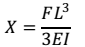 X = FL³/3EI